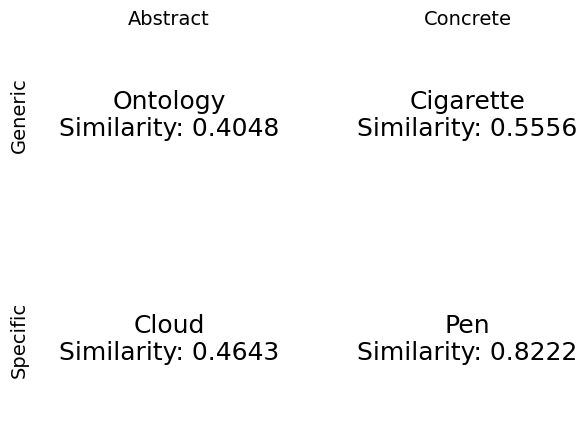 Abstract
Concrete
Generic
Ontology
Similarity: 0.4048
Cigarette
Similarity: 0.5556
Specific
Cloud
Similarity: 0.4643
Pen
Similarity: 0.8222